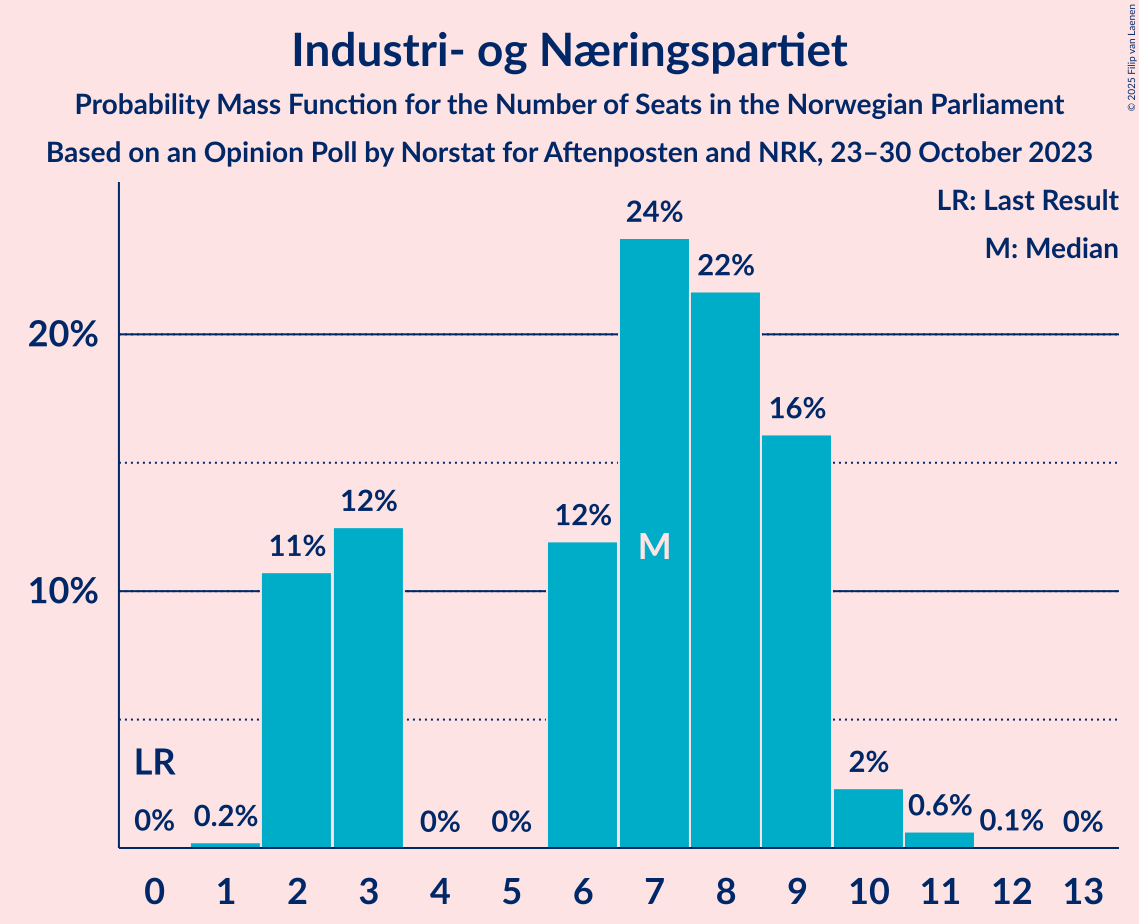 Industri- og Næringspartiet
Probability Mass Function for the Number of Seats in the Norwegian Parliament
Based on an Opinion Poll by Norstat for Aftenposten and NRK, 23–30 October 2023
© 2025 Filip van Laenen
LR: Last Result
M: Median
24%
22%
20%
16%
12%
12%
11%
M
10%
LR
2%
0%
0.2%
0%
0%
0.6%
0.1%
0%
0 1 2 3 4 5 6 7 8 9 10 11 12 13